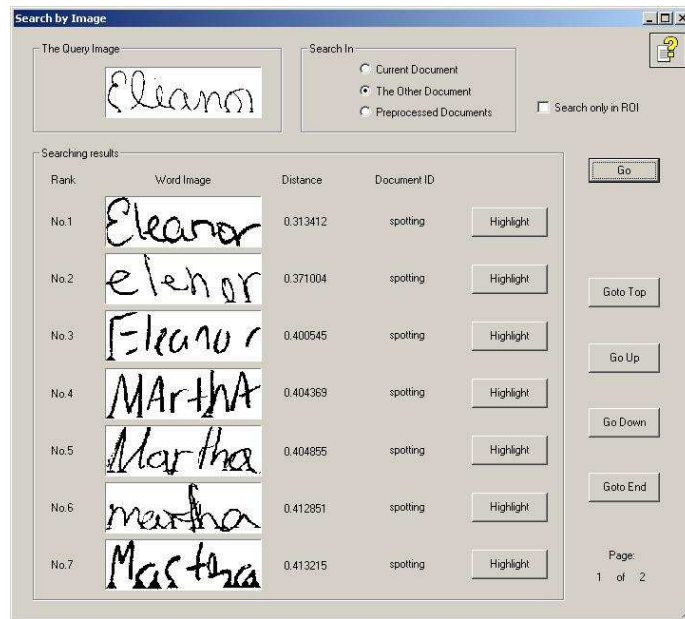 Search by Image
The Query Image
Eleanor
Search In
Current Document
The Other Document
Preprocessed Documents
Search only in ROI
Searching results
Rank Word Image Distance Document ID
No.1 Eleanor 0.313412 spotting Highlight
No.2 elenor 0.371004 spotting Highlight
No.3 Eleanor 0.400545 spotting Highlight
No.4 MArthA 0.404369 spotting Highlight
No.5 Martha 0.404855 spotting Highlight
No.6 martha 0.412851 spotting Highlight
No.7 Martha 0.413215 spotting Highlight
Go
Goto Top
Go Up
Go Down
Goto End
Page:
1 of 2